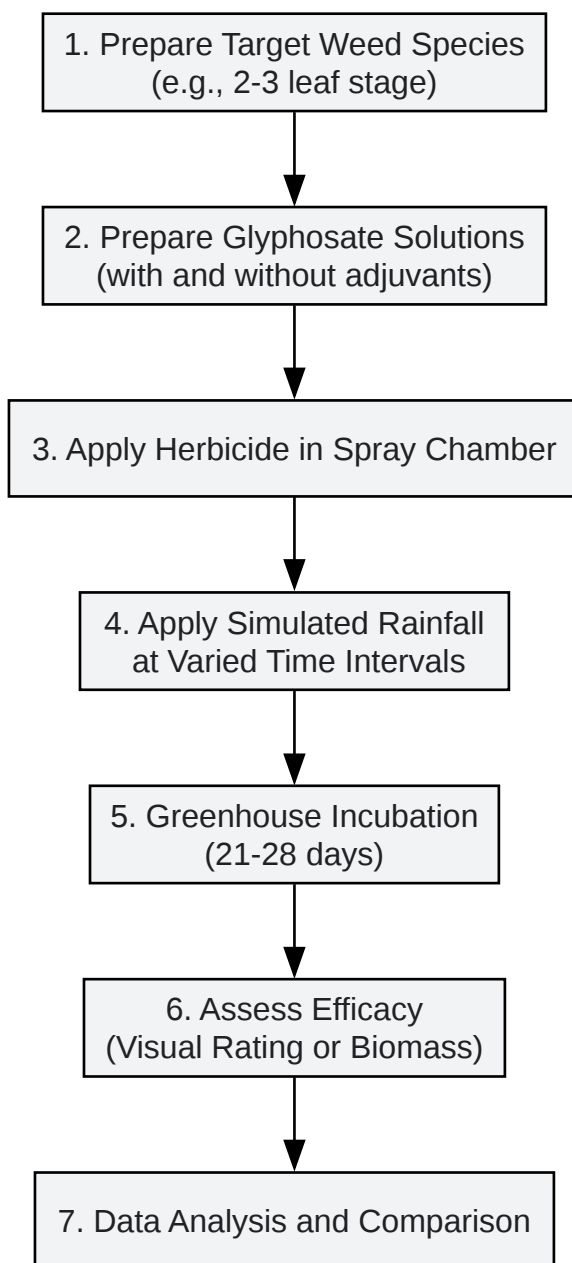 1. Prepare Target Weed Species
(e.g., 2-3 leaf stage)
2. Prepare Glyphosate Solutions
(with and without adjuvants)
3. Apply Herbicide in Spray Chamber
4. Apply Simulated Rainfall
at Varied Time Intervals
5. Greenhouse Incubation
(21-28 days)
6. Assess Efficacy
(Visual Rating or Biomass)
7. Data Analysis and Comparison